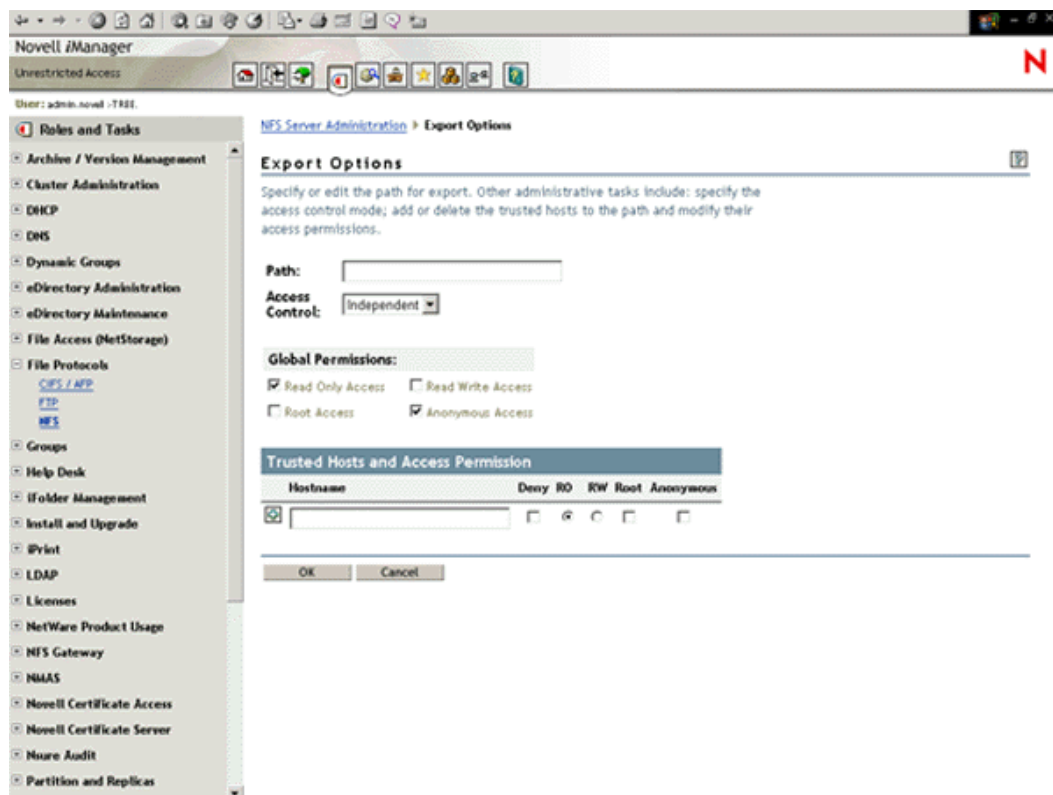 Novell iManager
Unrestricted Access
N
User: admin.novell :-TREE.
Roles and Tasks
Archive / Version Management
Cluster Administration
DHCP
DNS
Dynamic Groups
eDirectory Administration
eDirectory Maintenance
File Access (NetStorage)
File Protocols
CIFS / AFP
FTP
NFS
Groups
Help Desk
iFolder Management
Install and Upgrade
iPrint
LDAP
Licenses
NetWare Product Usage
NFS Gateway
NMAS
Novell Certificate Access
Novell Certificate Server
Nsure Audit
Partition and Replicas
NFS Server Administration Export Options
Export Options
Specify or edit the path for export. Other administrative tasks include: specify the
access control mode; add or delete the trusted hosts to the path and modify their
access permissions.
Path:
Access
Control:
Independent
Global Permissions:
Read Only Access Read Write Access
Root Access Anonymous Access
Trusted Hosts and Access Permission
Hostname Deny RO RW Root Anonymous
OK Cancel